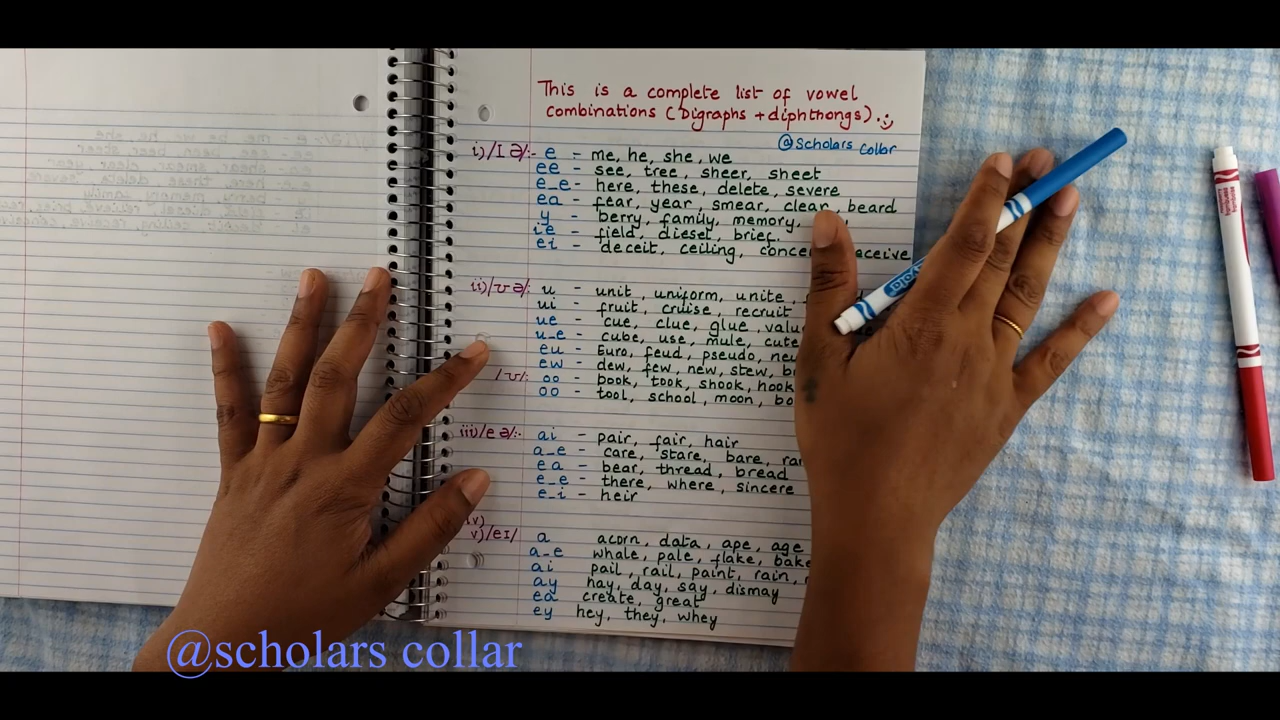 This is a complete list of vowel
combinations (Digraphs + diphthongs).
@Scholars collar
i)/Iə/:- e - me, he, she, we
ee - see, tree, sheer, sheet
e_e - here, these, delete, severe
ea - fear, year, smear, clean, beard
y - berry, family, memory,
ie - field, diesel, brief.
ei - deceit, ceiling,
ii)/ʊə/ u - unit, uniform, unite,
ui - fruit, cruise, recruit
ue - cue, clue, glue,
u_e - cube, use, mule, cute
eu - Euro, feud, pseudo,
ew - dew, few, new, stew,
/ʊ/: oo - book, took, shook, hook
oo - tool, school, moon,
iii)/eə/:- ai - pair, fair, hair
a_e - care, stare, bare,
ea - bear, thread, bread
e_e - there, where, sincere
e_i - heir
iv)
v)/eI/ a acorn, data, ape, age
a_e whale, pale, flake, bake
ai pail, rail, paint, rain,
ay hay, day, say, dismay
ea create, great
ey hey, they, whey
@scholars collar